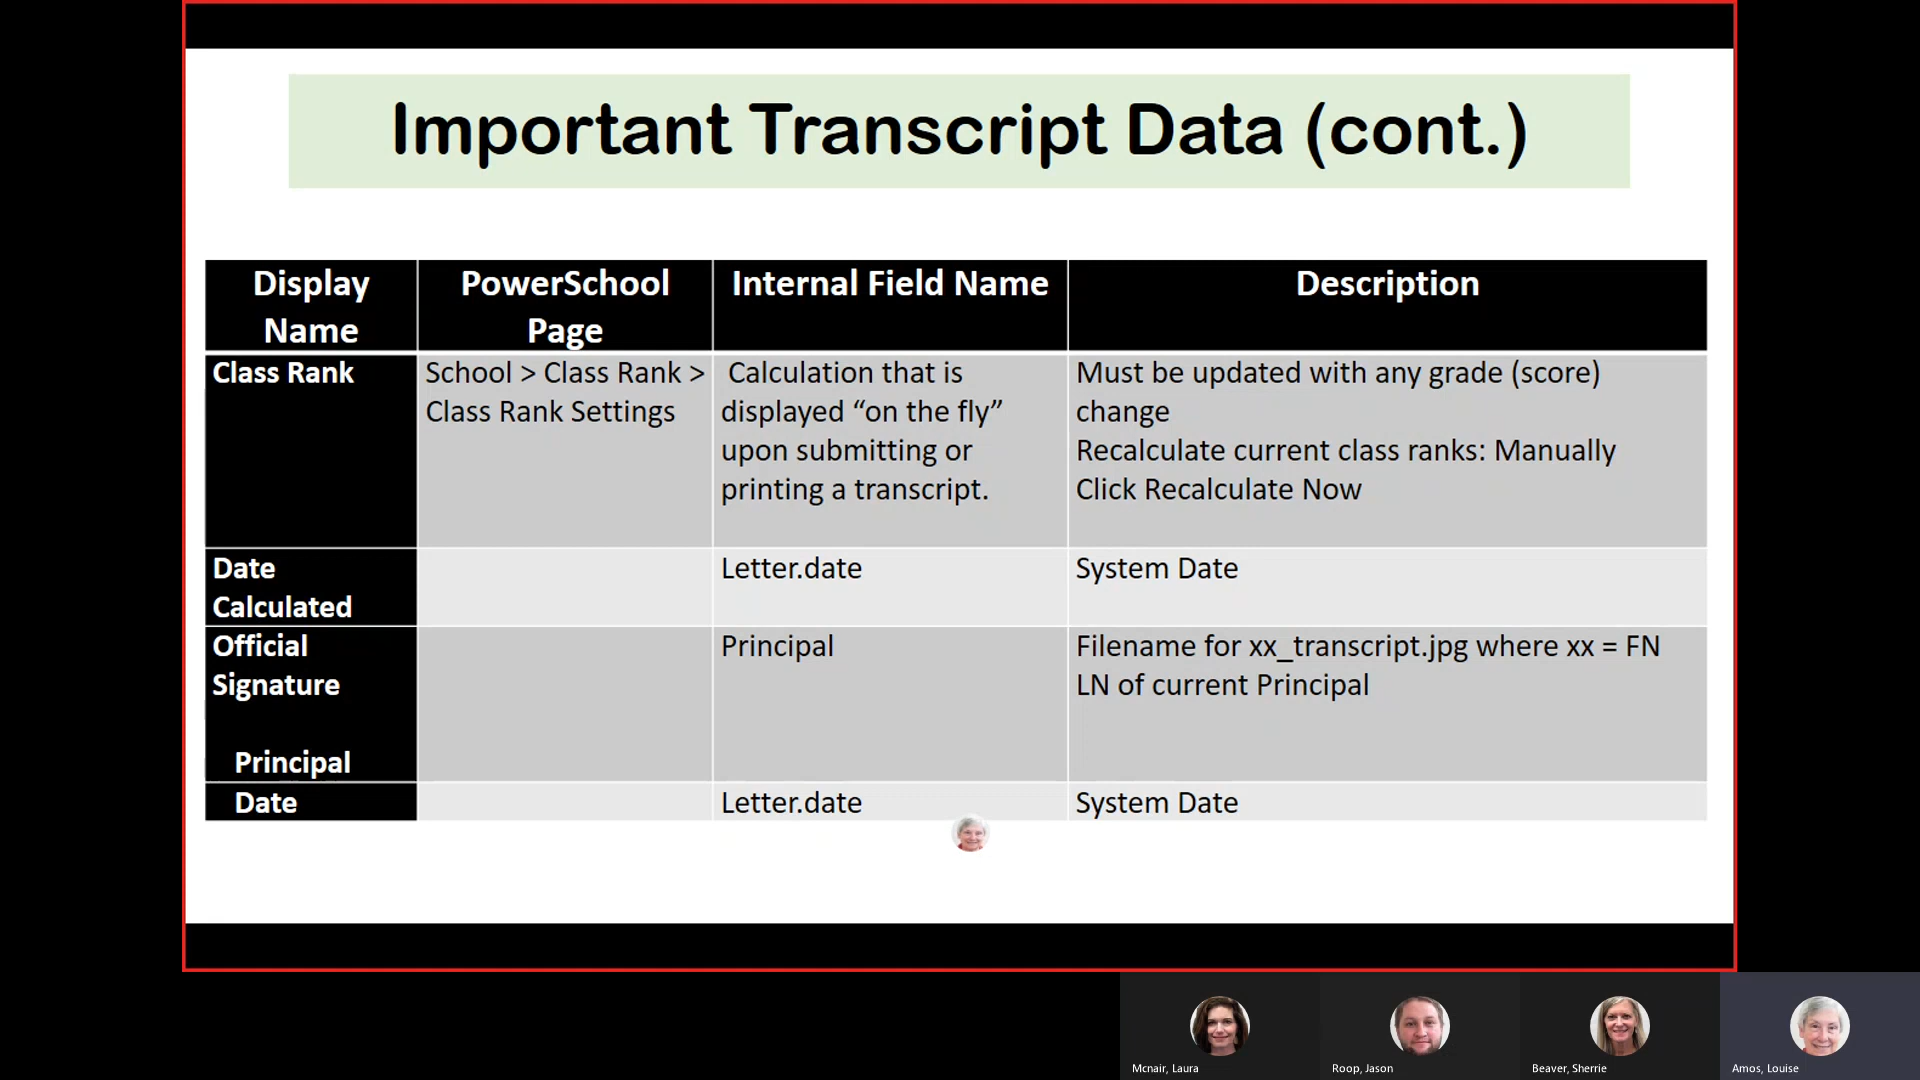 Important Transcript Data (cont.)
Display Name
PowerSchool Page
Internal Field Name
Description
Class Rank
School > Class Rank >
Class Rank Settings
Calculation that is
displayed “on the fly”
upon submitting or
printing a transcript.
Must be updated with any grade (score)
change
Recalculate current class ranks: Manually
Click Recalculate Now
Date
Calculated
Letter.date
System Date
Official
Signature
Principal
Principal
Filename for xx_transcript.jpg where xx = FN
LN of current Principal
Date
Letter.date
System Date
Mcnair, Laura
Roop, Jason
Beaver, Sherrie
Amos, Louise